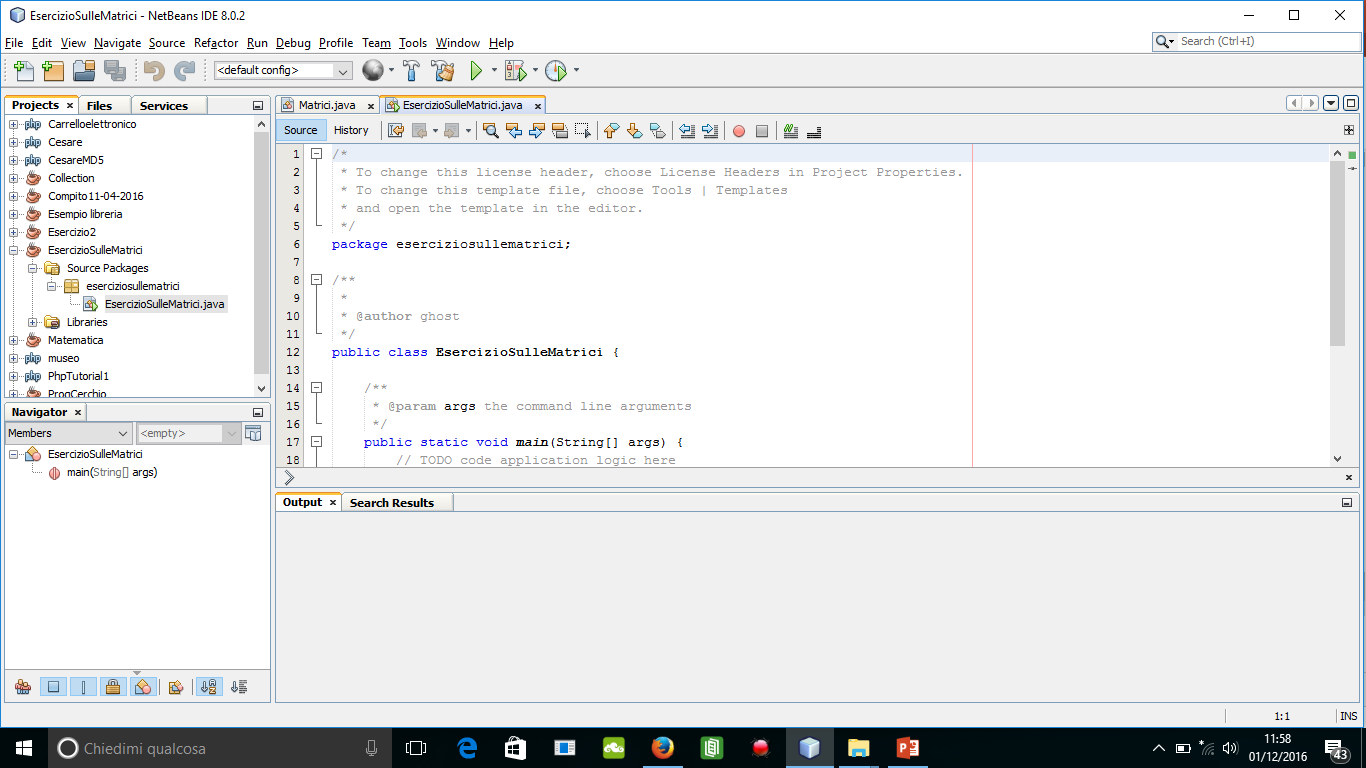 EsercizioSulleMatrici - NetBeans IDE 8.0.2
File Edit View Navigate Source Refactor Run Debug Profile Team Tools Window Help
Search (Ctrl+I)
<default config>
Projects Files Services
Carrelloelettronico
Cesare
CesareMD5
Collection
Compito11-04-2016
Esempio libreria
Esercizio2
EsercizioSulleMatrici
Source Packages
eserciziosullematrici
EsercizioSulleMatrici.java
Libraries
Matematica
museo
PhpTutorial1
ProgCerchio
Navigator
Members <empty>
EsercizioSulleMatrici
main(String[] args)
Matrici.java EsercizioSulleMatrici.java
Source History
1 /*
2 * To change this license header, choose License Headers in Project Properties.
3 * To change this template file, choose Tools | Templates
4 * and open the template in the editor.
5 */
6 package eserciziosullematrici;
7
8 /**
9 *
10 * @author ghost
11 */
12 public class EsercizioSulleMatrici {
13
14 /**
15 * @param args the command line arguments
16 */
17 public static void main(String[] args) {
18 // TODO code application logic here
Output Search Results
1:1 INS
Chiedimi qualcosa
11:58
01/12/2016
43